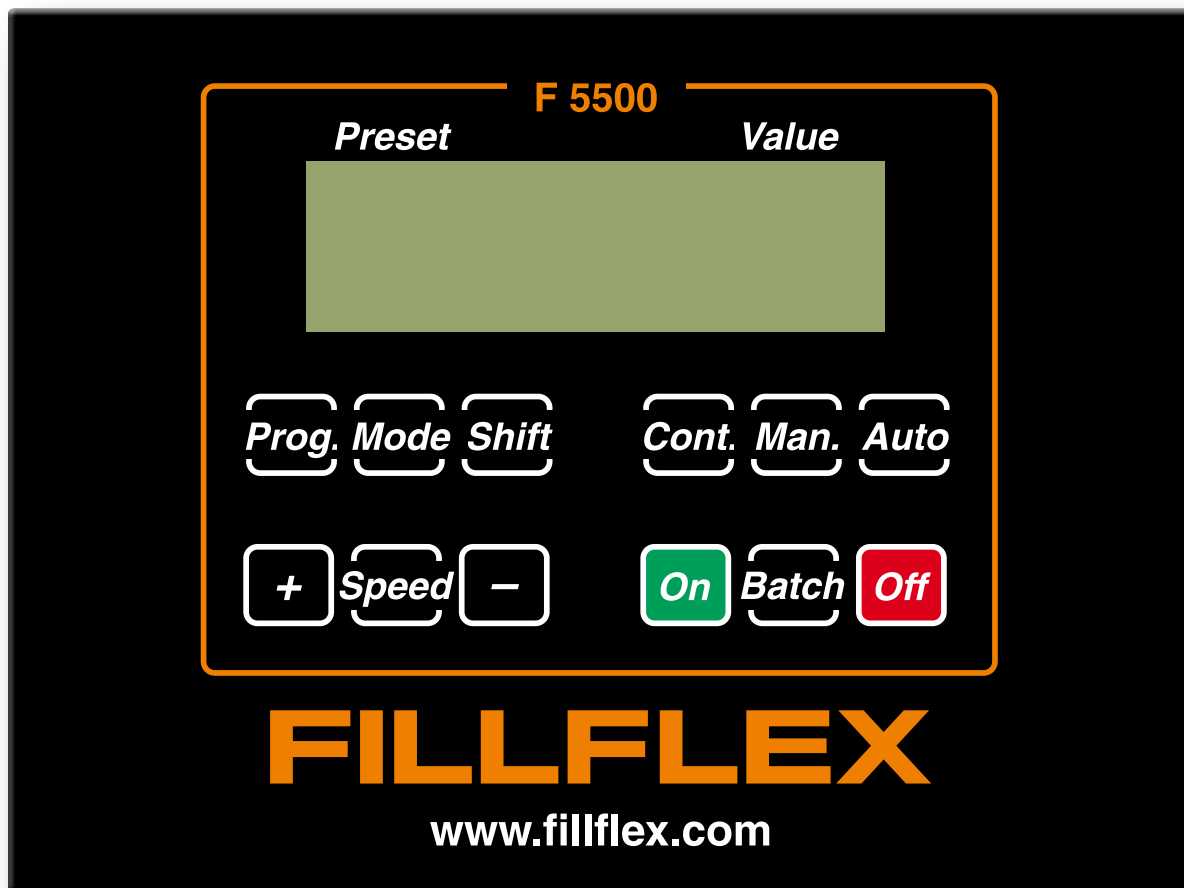 F 5500
Preset Value
Prog. Mode Shift Cont. Man. Auto
+ Speed – On Batch Off
FILLFLEX
www.fillflex.com